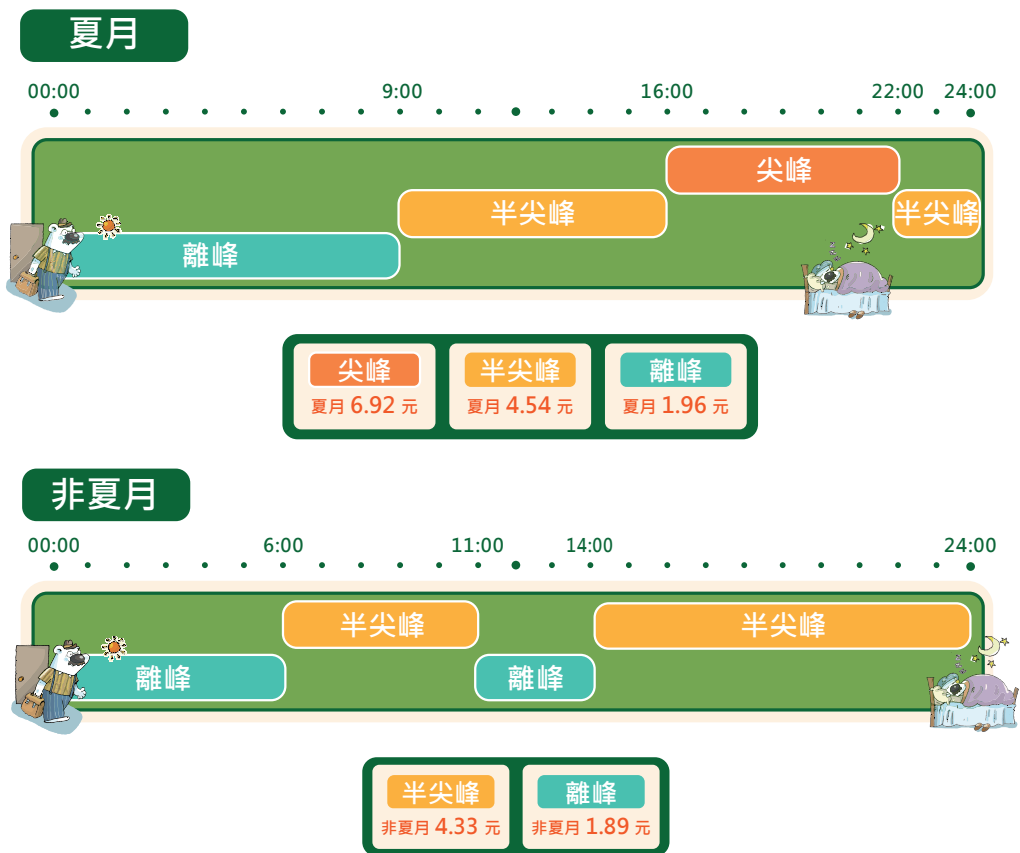 夏月
00:00 9:00 16:00 22:00 24:00
尖峰
半尖峰 半尖峰
離峰
尖峰 半尖峰 離峰
夏月 6.92 元 夏月 4.54 元 夏月 1.96 元
非夏月
00:00 6:00 11:00 14:00 24:00
半尖峰 半尖峰
離峰 離峰
半尖峰 離峰
非夏月 4.33 元 非夏月 1.89 元